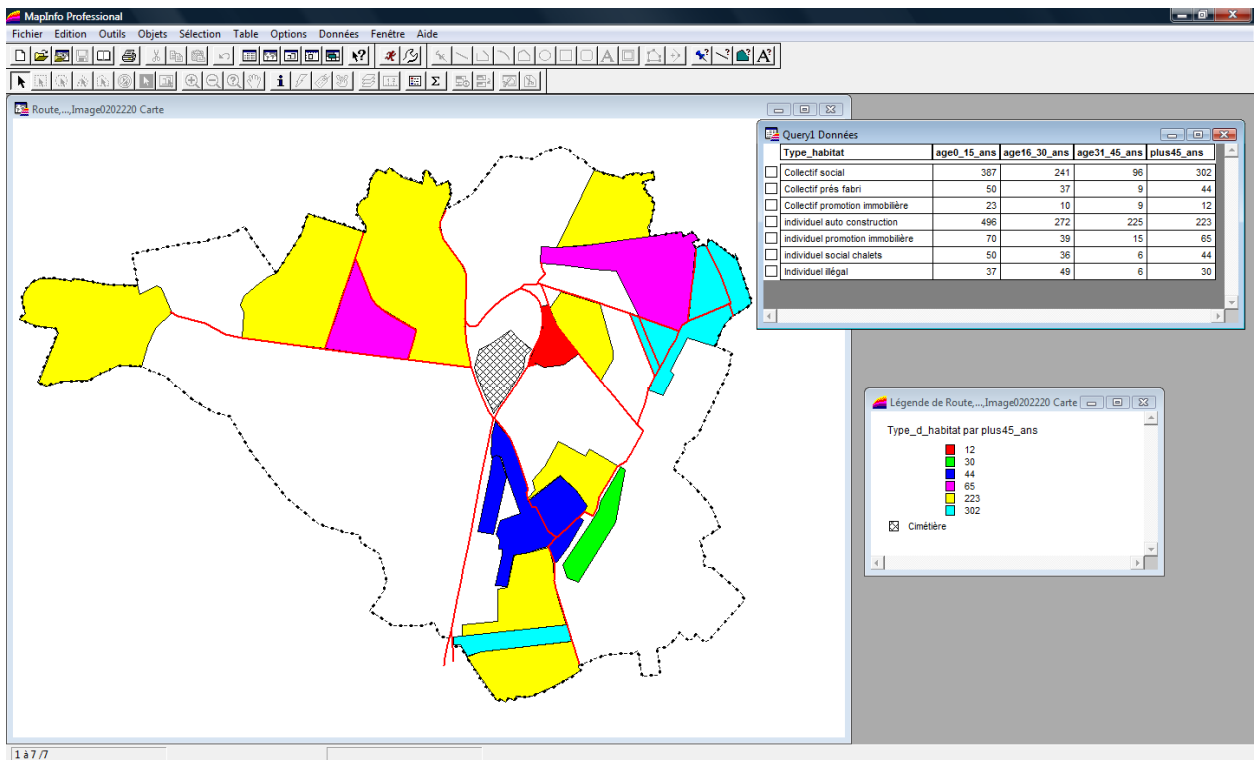 MapInfo Professional
Fichier Edition Outils Objets Sélection Table Options Données Fenêtre Aide
Route,...,Image0202220 Carte
Query1 Données
Type_habitat age0_15_ans age16_30_ans age31_45_ans plus45_ans
Collectif social 387 241 96 302
Collectif prés fabri 50 37 9 44
Collectif promotion immobilière 23 10 9 12
individuel auto construction 496 272 225 223
individuel promotion immobilière 70 39 15 65
individuel social chalets 50 36 6 44
Individuel illégal 37 49 6 30
Légende de Route,...,Image0202220 Carte
Type_d_habitat par plus45_ans
12
30
44
65
223
302
Cimétière
1 à 7 /7